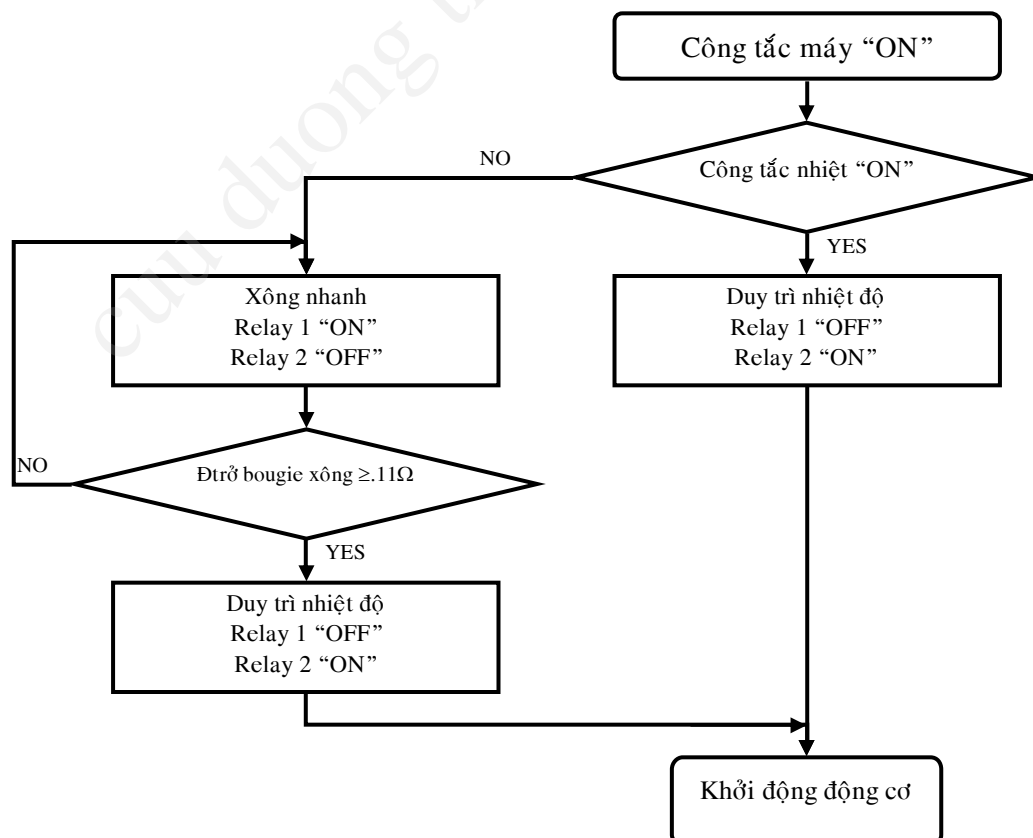 Công tắc máy “ON”
Công tắc nhiệt “ON”
NO
YES
Xông nhanh
Relay 1 “ON”
Relay 2 “OFF”
Duy trì nhiệt độ
Relay 1 “OFF”
Relay 2 “ON”
NO
Đtrở bougie xông ≥.11Ω
YES
Duy trì nhiệt độ
Relay 1 “OFF”
Relay 2 “ON”
Khởi động động cơ
cuu duong